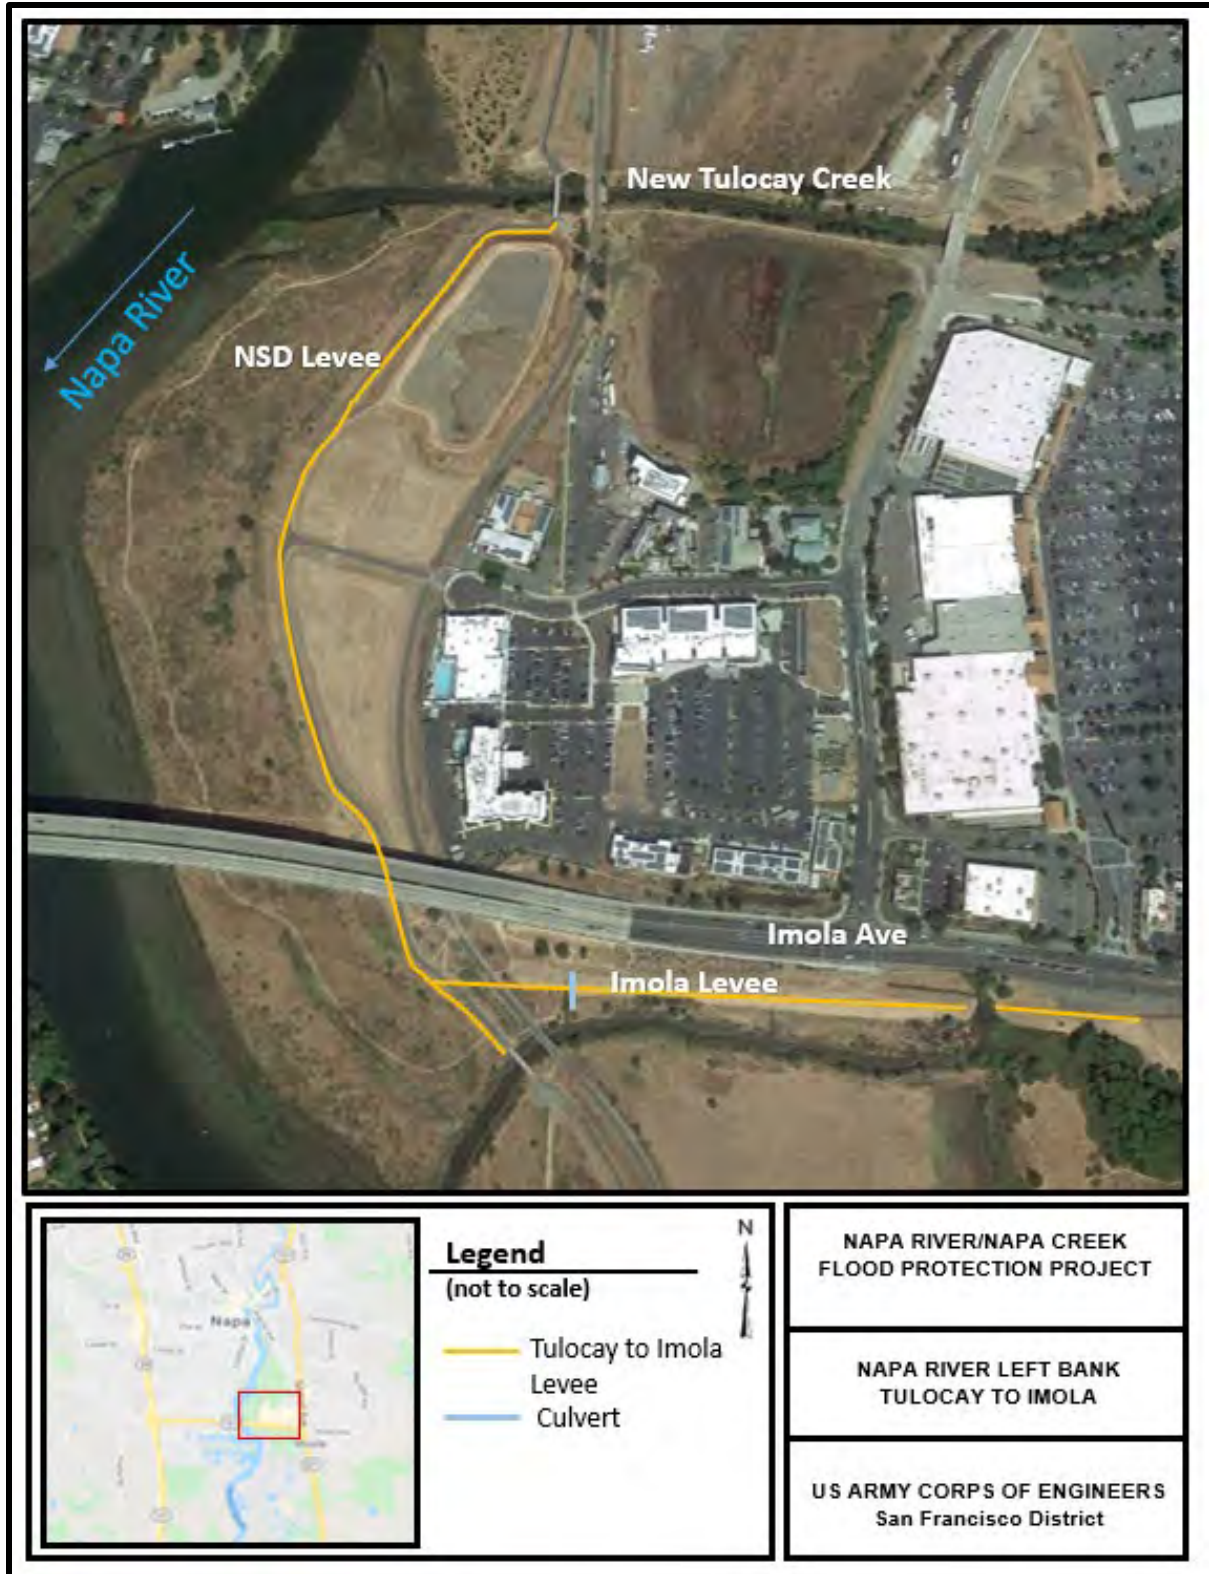 New Tulocay Creek
Napa River
NSD Levee
Imola Ave
Imola Levee
Napa
Legend
(not to scale)
Tulocay to Imola
Levee
Culvert
N
NAPA RIVER/NAPA CREEK
FLOOD PROTECTION PROJECT
NAPA RIVER LEFT BANK
TULOCAY TO IMOLA
US ARMY CORPS OF ENGINEERS
San Francisco District